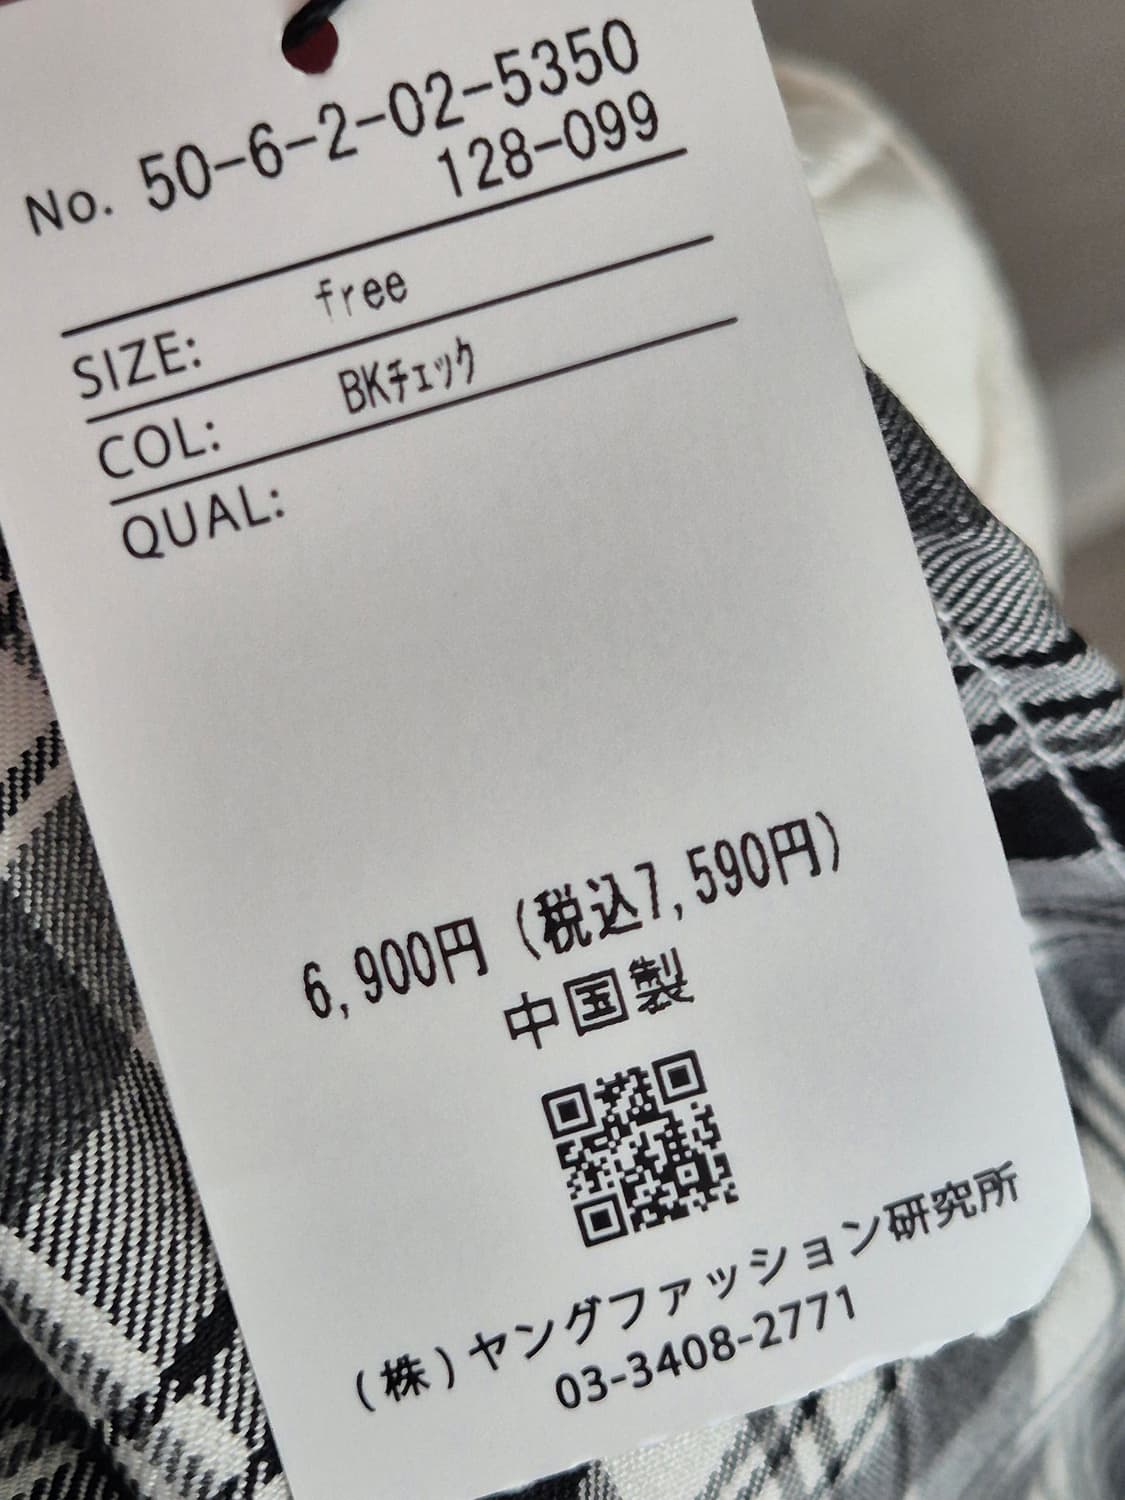 No. 50-6-2-02-5350
128-099
SIZE: free
COL: BKチェック
QUAL:
6,900円(税込7,590円)
中国製
(株)ヤングファッション研究所
03-3408-2771